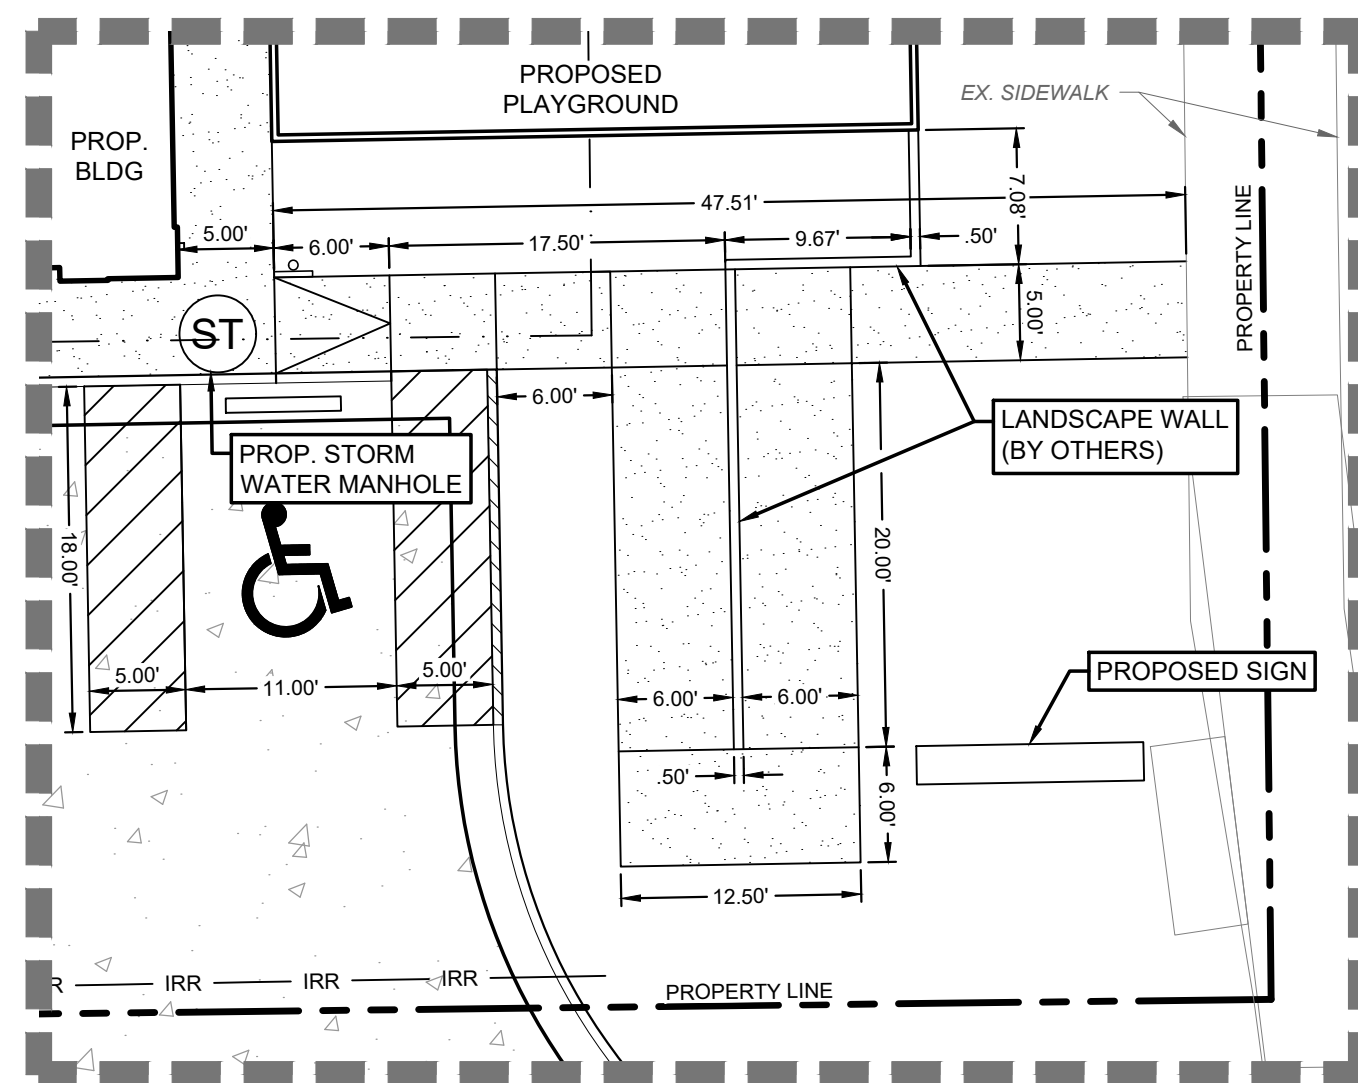 PROPOSED
PLAYGROUND
EX. SIDEWALK
PROP.
BLDG
7.08'
47.51'
PROPERTY LINE
5.00'
6.00'
17.50'
9.67'
.50'
5.00'
ST
6.00'
LANDSCAPE WALL
(BY OTHERS)
PROP. STORM
WATER MANHOLE
18.00'
20.00'
5.00'
11.00'
5.00'
6.00'
6.00'
PROPOSED SIGN
.50'
6.00'
12.50'
R
IRR
IRR
IRR
PROPERTY LINE